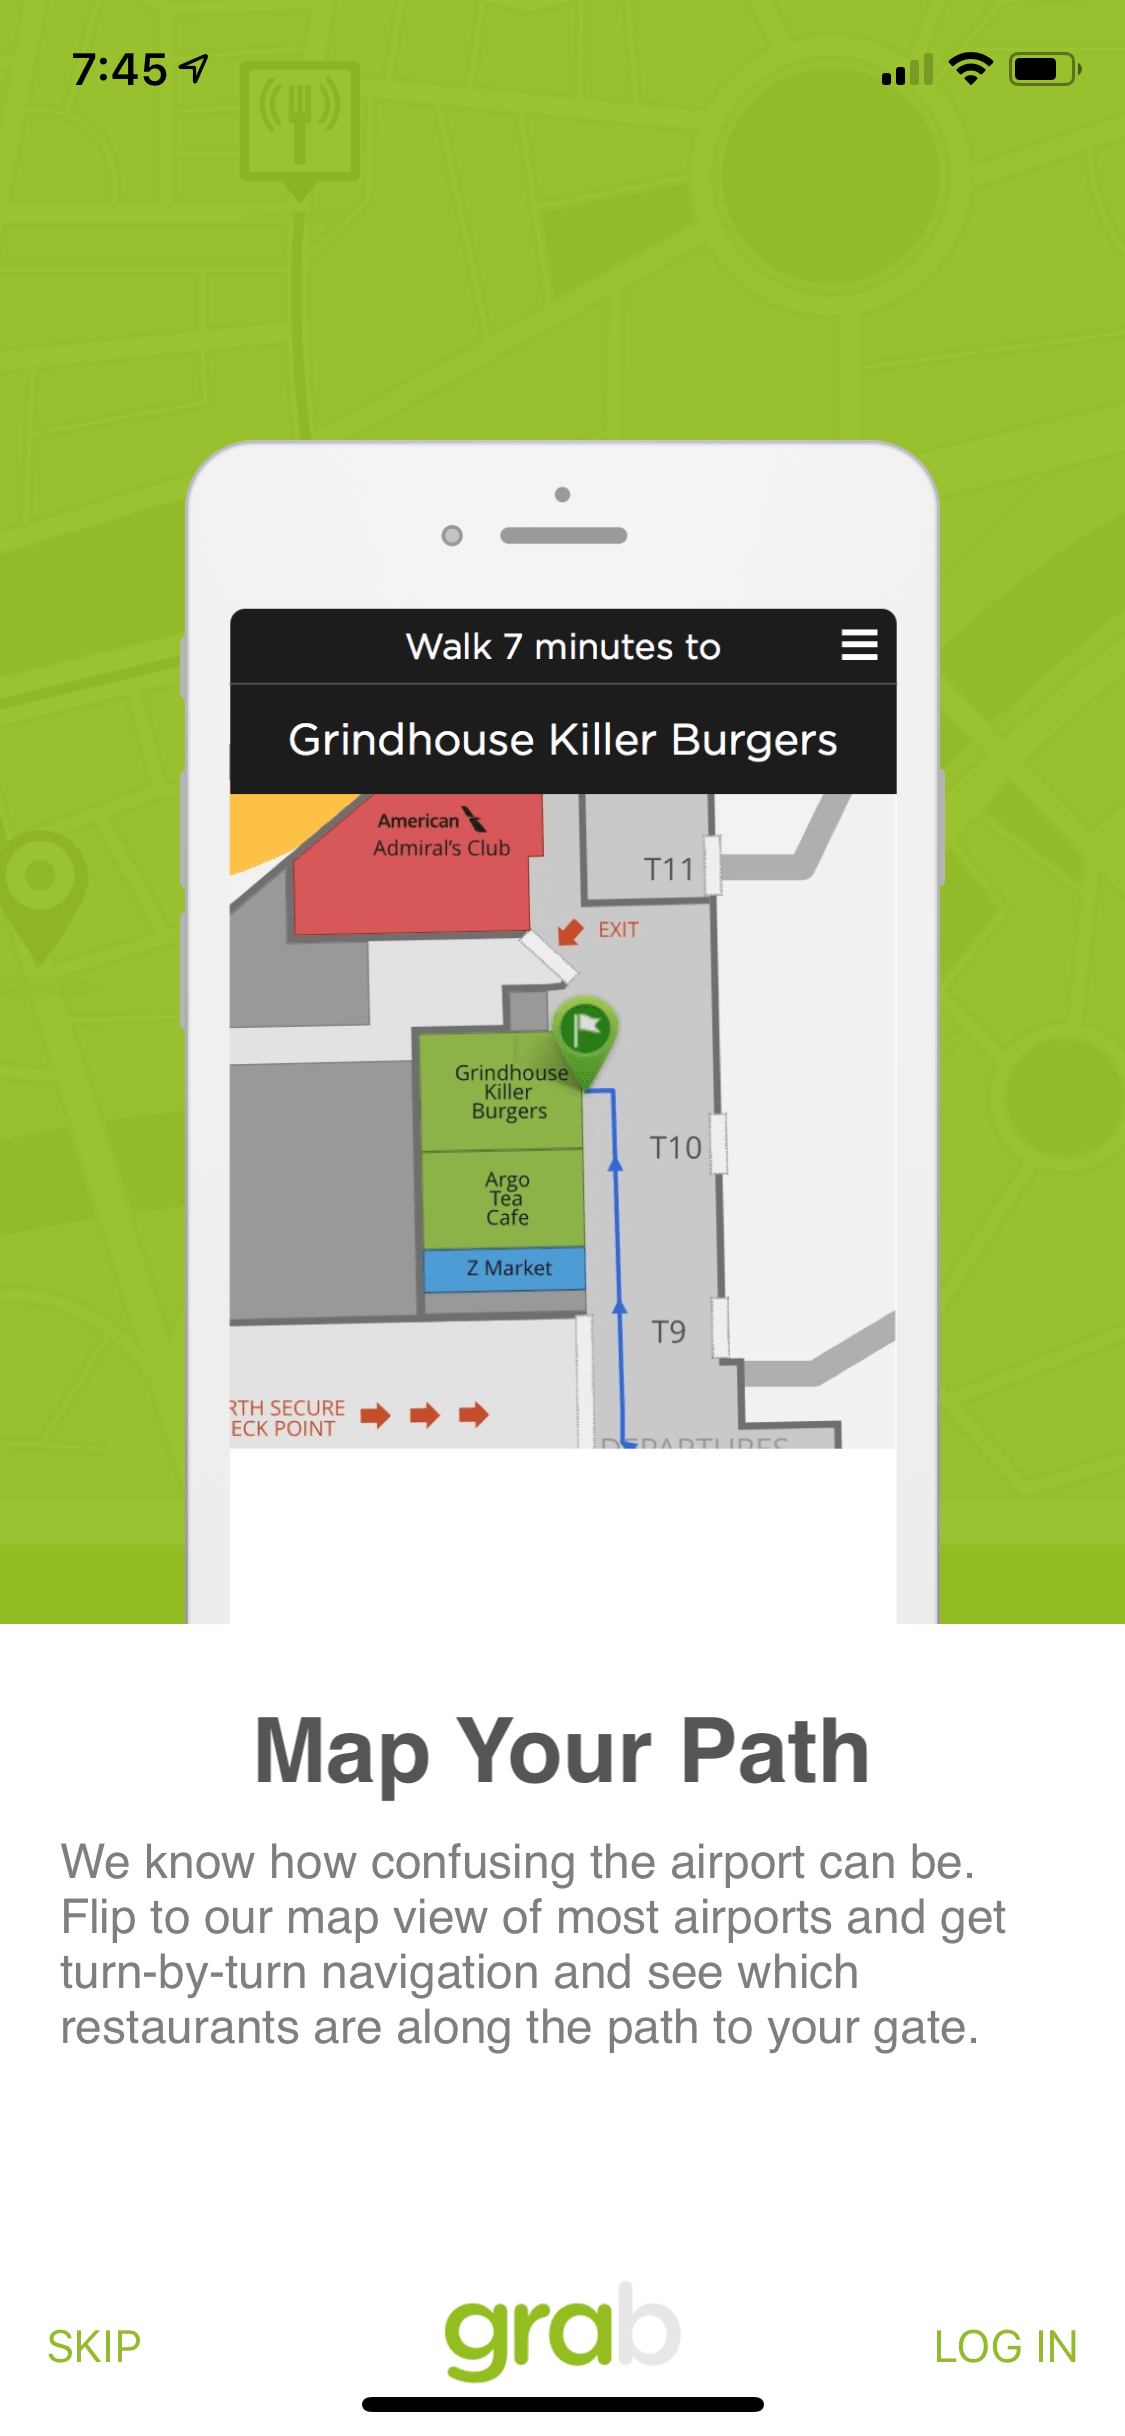 7:45
Walk 7 minutes to
Grindhouse Killer Burgers
American
Admiral's Club
T11
EXIT
Grindhouse
Killer
Burgers
T10
Argo
Tea
Cafe
Z Market
T9
RTH SECURE
ECK POINT
DEPARTURES
Map Your Path
We know how confusing the airport can be.
Flip to our map view of most airports and get
turn-by-turn navigation and see which
restaurants are along the path to your gate.
SKIP
grab
LOG IN